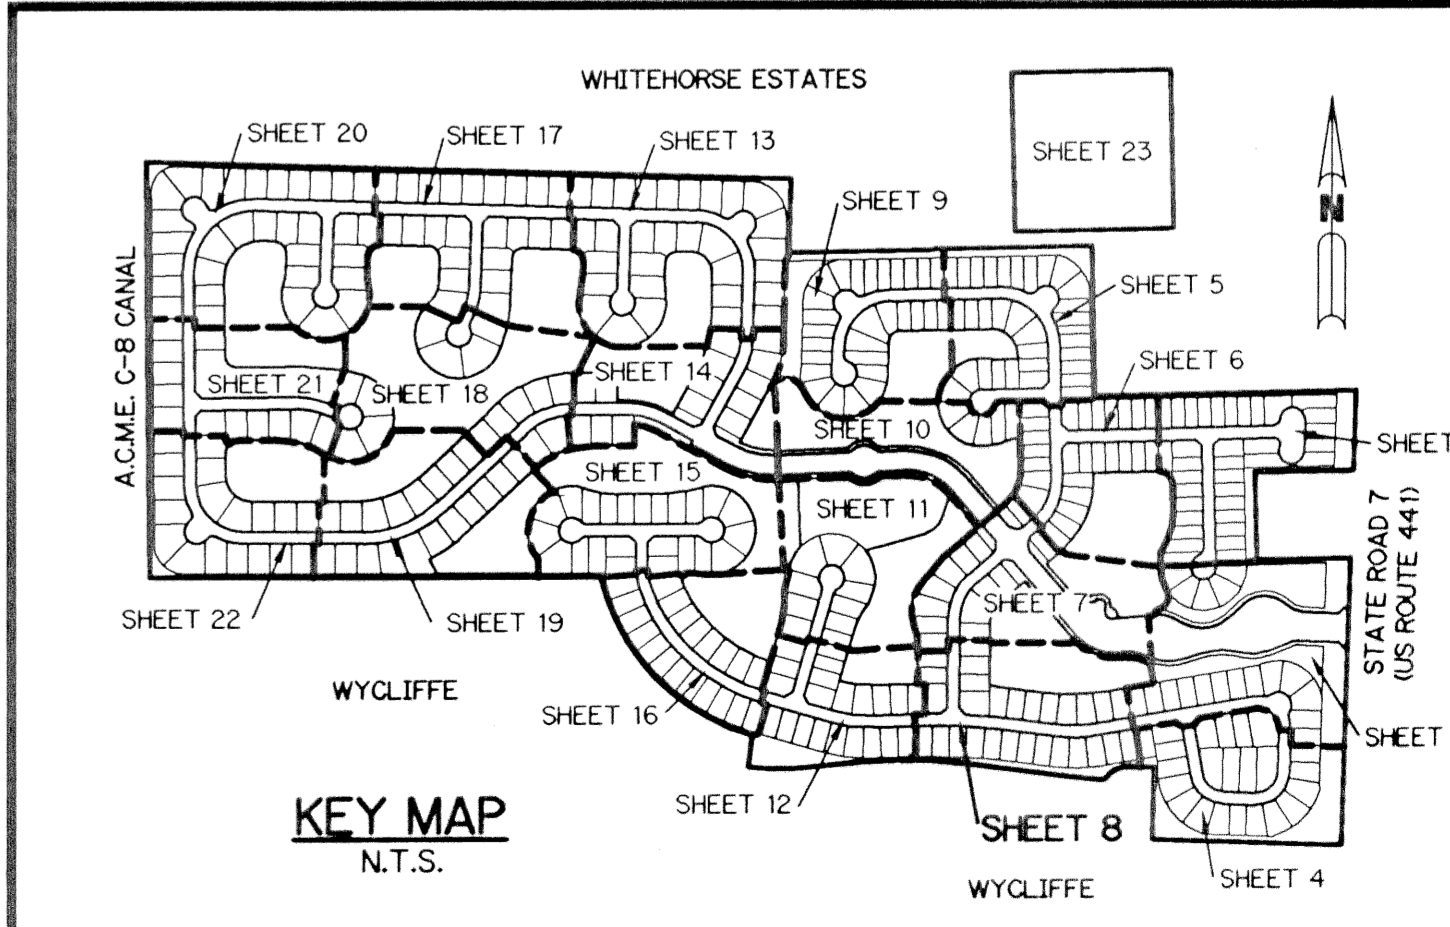 WHITEHORSE ESTATES
SHEET 20
SHEET 17
SHEET 13
SHEET 23
SHEET 9
N
A.C.M.E. C-8 CANAL
SHEET 5
SHEET 6
SHEET 21
SHEET 18
SHEET 14
SHEET 10
SHEET
SHEET 15
SHEET 11
STATE ROAD 7
(US ROUTE 441)
SHEET 7
SHEET 22
SHEET 19
WYCLIFFE
SHEET 16
SHEET
SHEET 12
SHEET 8
KEY MAP
N.T.S.
SHEET 4
WYCLIFFE